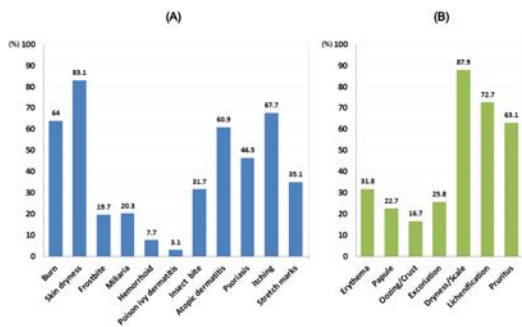 (A)
(%) 100
90
80
70
60
50
40
30
20
10
0
64
83.1
19.7
20.3
7.7
3.1
31.7
60.9
46.5
67.7
35.1
Burn
Skin dryness
Frostbite
Miliaria
Hemorrhoid
Poison ivy dermatitis
Insect bite
Atopic dermatitis
Psoriasis
Itching
Stretch marks
(B)
(%) 100
90
80
70
60
50
40
30
20
10
0
31.8
22.7
16.7
25.8
87.9
72.7
63.1
Erythema
Papule
Oozing/Crust
Excoriation
Dryness/Scale
Lichenification
Pruritus